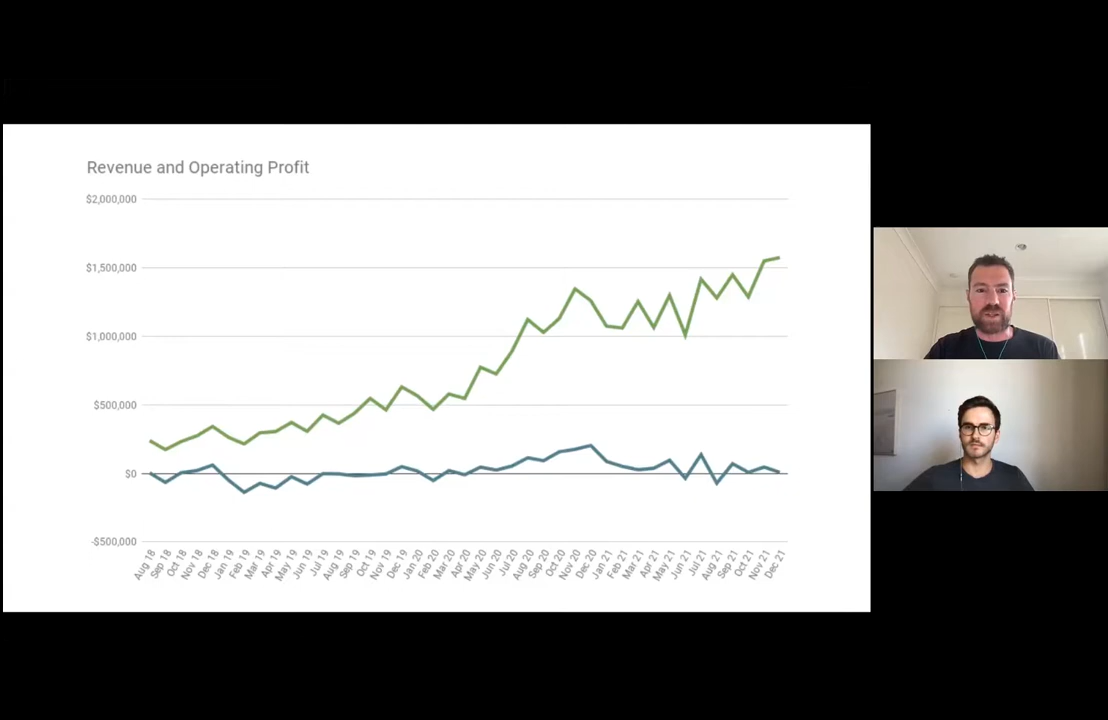 Revenue and Operating Profit
$2,000,000
$1,500,000
$1,000,000
$500,000
$0
-$500,000
Aug 18
Sep 18
Oct 18
Nov 18
Dec 18
Jan 19
Feb 19
Mar 19
Apr 19
May 19
Jun 19
Jul 19
Aug 19
Sep 19
Oct 19
Nov 19
Dec 19
Jan 20
Feb 20
Mar 20
Apr 20
May 20
Jun 20
Jul 20
Aug 20
Sep 20
Oct 20
Nov 20
Dec 20
Jan 21
Feb 21
Mar 21
Apr 21
May 21
Jun 21
Jul 21
Aug 21
Sep 21
Oct 21
Nov 21
Dec 21